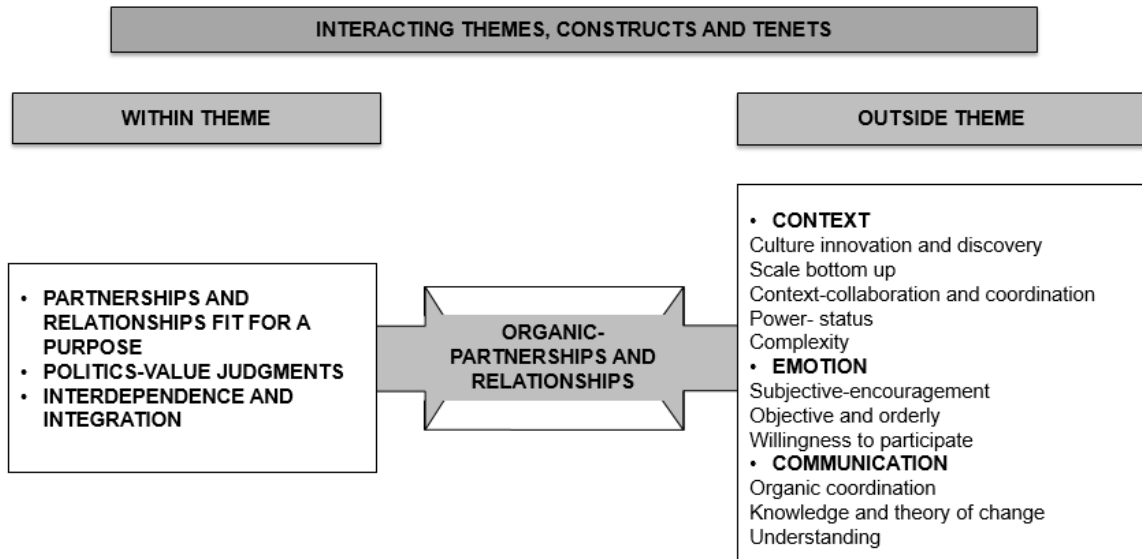 INTERACTING THEMES, CONSTRUCTS AND TENETS
WITHIN THEME
OUTSIDE THEME
• PARTNERSHIPS AND
RELATIONSHIPS FIT FOR A
PURPOSE
• POLITICS-VALUE JUDGMENTS
• INTERDEPENDENCE AND
INTEGRATION
ORGANIC-
PARTNERSHIPS AND
RELATIONSHIPS
• CONTEXT
Culture innovation and discovery
Scale bottom up
Context-collaboration and coordination
Power- status
Complexity
• EMOTION
Subjective-encouragement
Objective and orderly
Willingness to participate
• COMMUNICATION
Organic coordination
Knowledge and theory of change
Understanding